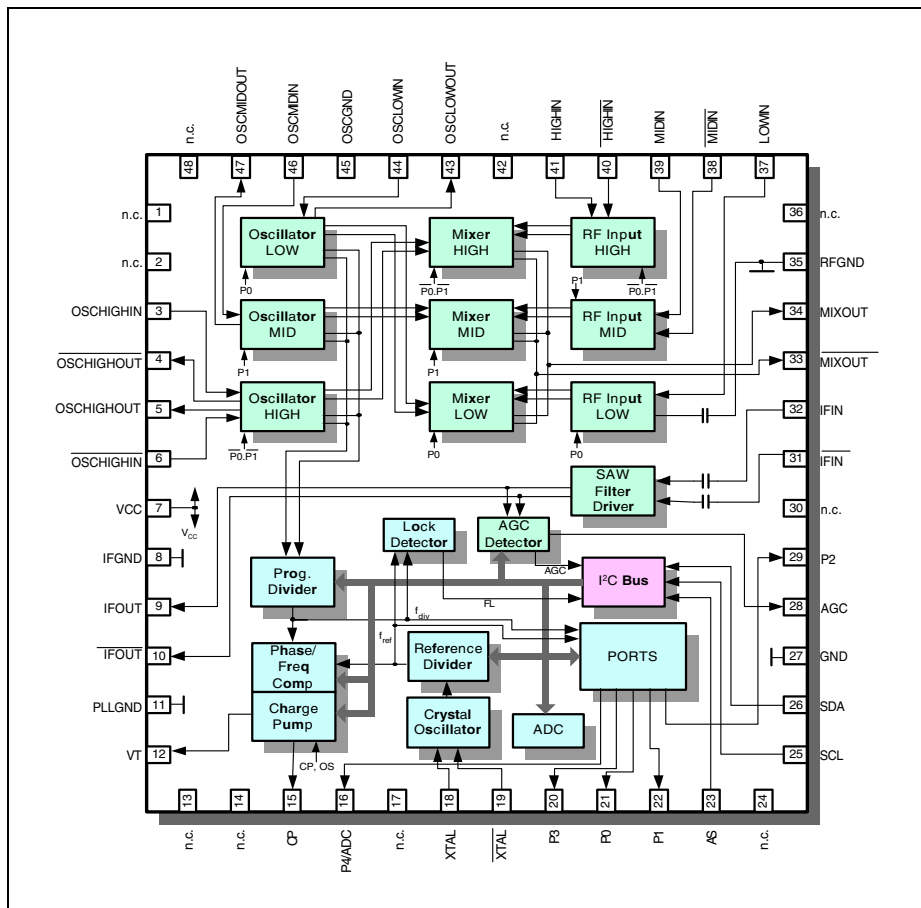 n.c.
OSCMIDOUT
OSCMIDIN
OSCGND
OSCLOWIN
OSCLOWOUT
n.c.
HIGHIN
HIGHIN
MIDIN
MIDIN
LOWIN
48
47
46
45
44
43
42
41
40
39
38
37
n.c.
1
n.c.
2
OSCHIGHIN
3
OSCHIGHOUT
4
OSCHIGHOUT
5
OSCHIGHIN
6
VCC
7
IFGND
8
IFOUT
9
IFOUT
10
PLLGND
11
VT
12
36
n.c.
35
RFGND
34
MIXOUT
33
MIXOUT
32
IFIN
31
IFIN
30
n.c.
29
P2
28
AGC
27
GND
26
SDA
25
SCL
Oscillator
LOW
P0
Mixer
HIGH
P0.P1
RF Input
HIGH
P0.P1
P1
Oscillator
MID
P1
Mixer
MID
P1
RF Input
MID
Oscillator
HIGH
P0.P1
Mixer
LOW
P0
RF Input
LOW
P0
VCC
SAW
Filter
Driver
Lock
Detector
AGC
Detector
AGC
FL
I²C Bus
Prog.
Divider
fdiv
fref
Phase/
Freq
Comp
Reference
Divider
PORTS
Charge
Pump
CP, OS
Crystal
Oscillator
ADC
13
14
15
16
17
18
19
20
21
22
23
24
n.c.
n.c.
CP
P4/ADC
n.c.
XTAL
XTAL
P3
P0
P1
AS
n.c.